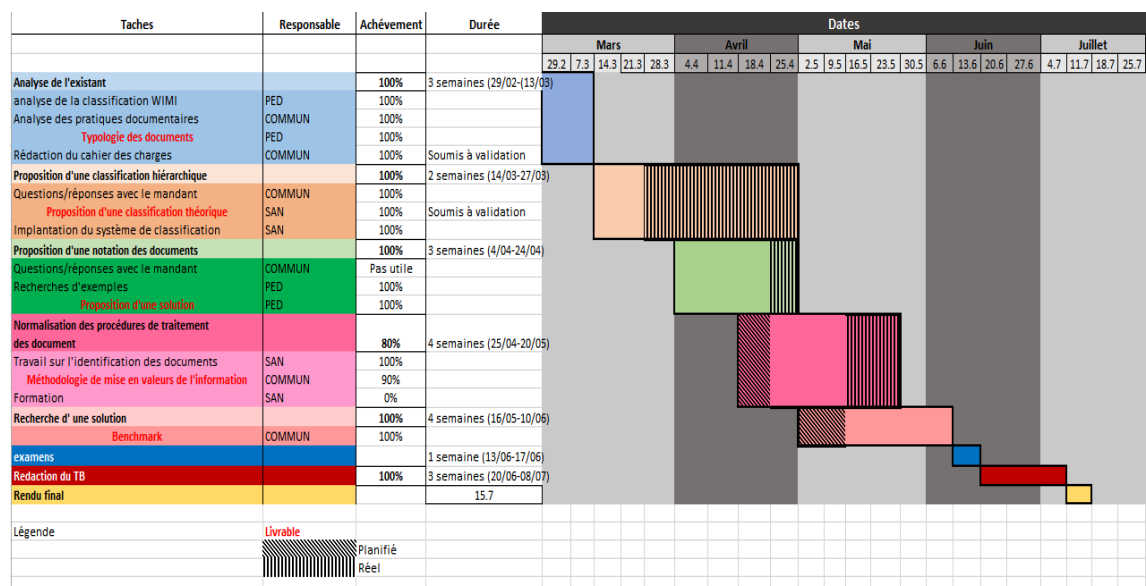 Taches Responsable Achévement Durée Dates
Mars Avril Mai Juin Juillet
29.2 7.3 14.3 21.3 28.3 4.4 11.4 18.4 25.4 2.5 9.5 16.5 23.5 30.5 6.6 13.6 20.6 27.6 4.7 11.7 18.7 25.7
Analyse de l'existant 100% 3 semaines (29/02-(13/03)
analyse de la classification WIMI PED 100%
Analyse des pratiques documentaires COMMUN 100%
Typologie des documents PED 100%
Rédaction du cahier des charges COMMUN 100% Soumis à validation
Proposition d'une classification hiérarchique 100% 2 semaines (14/03-27/03)
Questions/réponses avec le mandant COMMUN 100%
Proposition d'une classification théorique SAN 100% Soumis à validation
Implantation du système de classification SAN 100%
Proposition d'une notation des documents 100% 3 semaines (4/04-24/04)
Questions/réponses avec le mandant COMMUN Pas utile
Recherches d'exemples PED 100%
Proposition d'une solution PED 100%
Normalisation des procédures de traitement
des document 80% 4 semaines (25/04-20/05)
Travail sur l'identification des documents SAN 100%
Méthodologie de mise en valeurs de l'information COMMUN 90%
Formation SAN 0%
Recherche d' une solution 100% 4 semaines (16/05-10/06)
Benchmark COMMUN 100%
examens 1 semaine (13/06-17/06)
Redaction du TB 100% 3 semaines (20/06-08/07)
Rendu final 15.7
Légende Livrable
Planifié
Réel